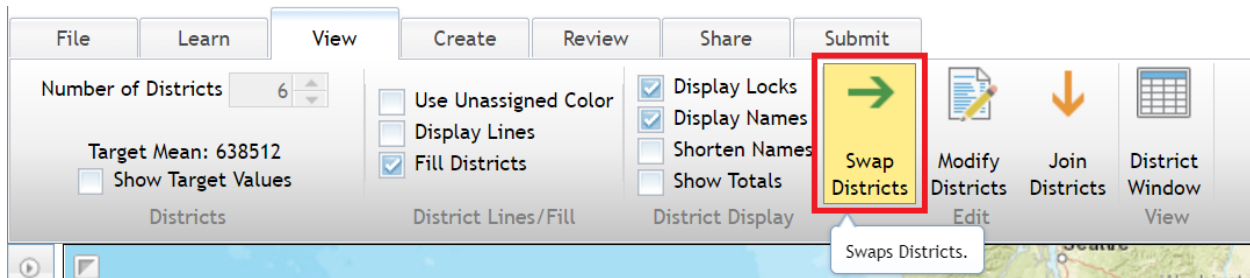 File Learn View Create Review Share Submit
Number of Districts 6
Target Mean: 638512
Show Target Values
Districts
Use Unassigned Color
Display Lines
Fill Districts
District Lines/Fill
Display Locks
Display Names
Shorten Names
Show Totals
District Display
Swap
Districts
Modify
Districts
Join
Districts
Edit
District
Window
View
Swaps Districts.